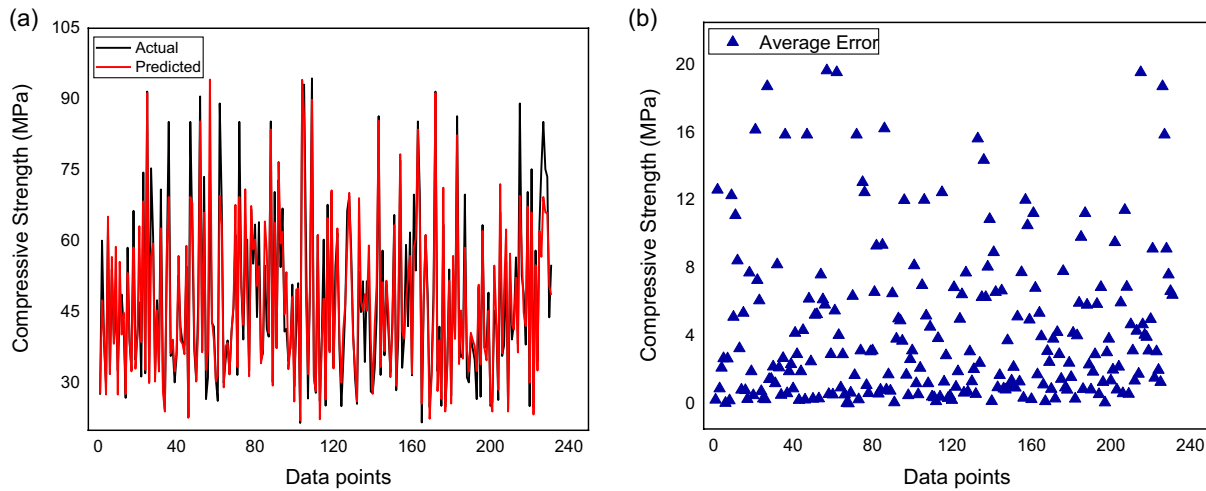 (a)
Compressive Strength (MPa)
105
90
75
60
45
30
Actual
Predicted
0
40
80
120
160
200
240
Data points
(b)
Compressive Strength (MPa)
20
16
12
8
4
0
Average Error
0
40
80
120
160
200
240
Data points